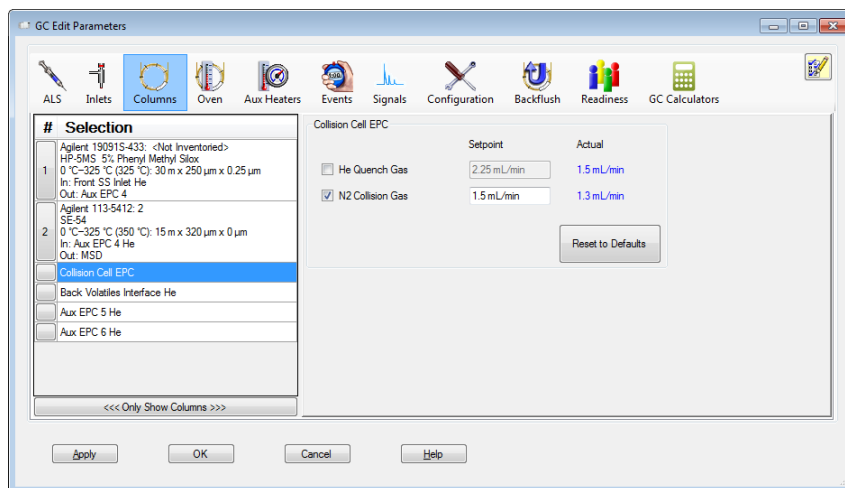 GC Edit Parameters
ALS Inlets Columns Oven Aux Heaters Events Signals Configuration Backflush Readiness GC Calculators
# Selection
1 Agilent 19091S-433: <Not Inventoried>
HP-5MS 5% Phenyl Methyl Silox
0 °C-325 °C (325 °C): 30 m x 250 µm x 0.25 µm
In: Front SS Inlet He
Out: Aux EPC 4
2 Agilent 113-5412: 2
SE-54
0 °C-325 °C (350 °C): 15 m x 320 µm x 0 µm
In: Aux EPC 4 He
Out: MSD
Collision Cell EPC
Back Volatiles Interface He
Aux EPC 5 He
Aux EPC 6 He
<<< Only Show Columns >>>
Collision Cell EPC
Setpoint Actual
He Quench Gas 2.25 mL/min 1.5 mL/min
N2 Collision Gas 1.5 mL/min 1.3 mL/min
Reset to Defaults
Apply OK Cancel Help